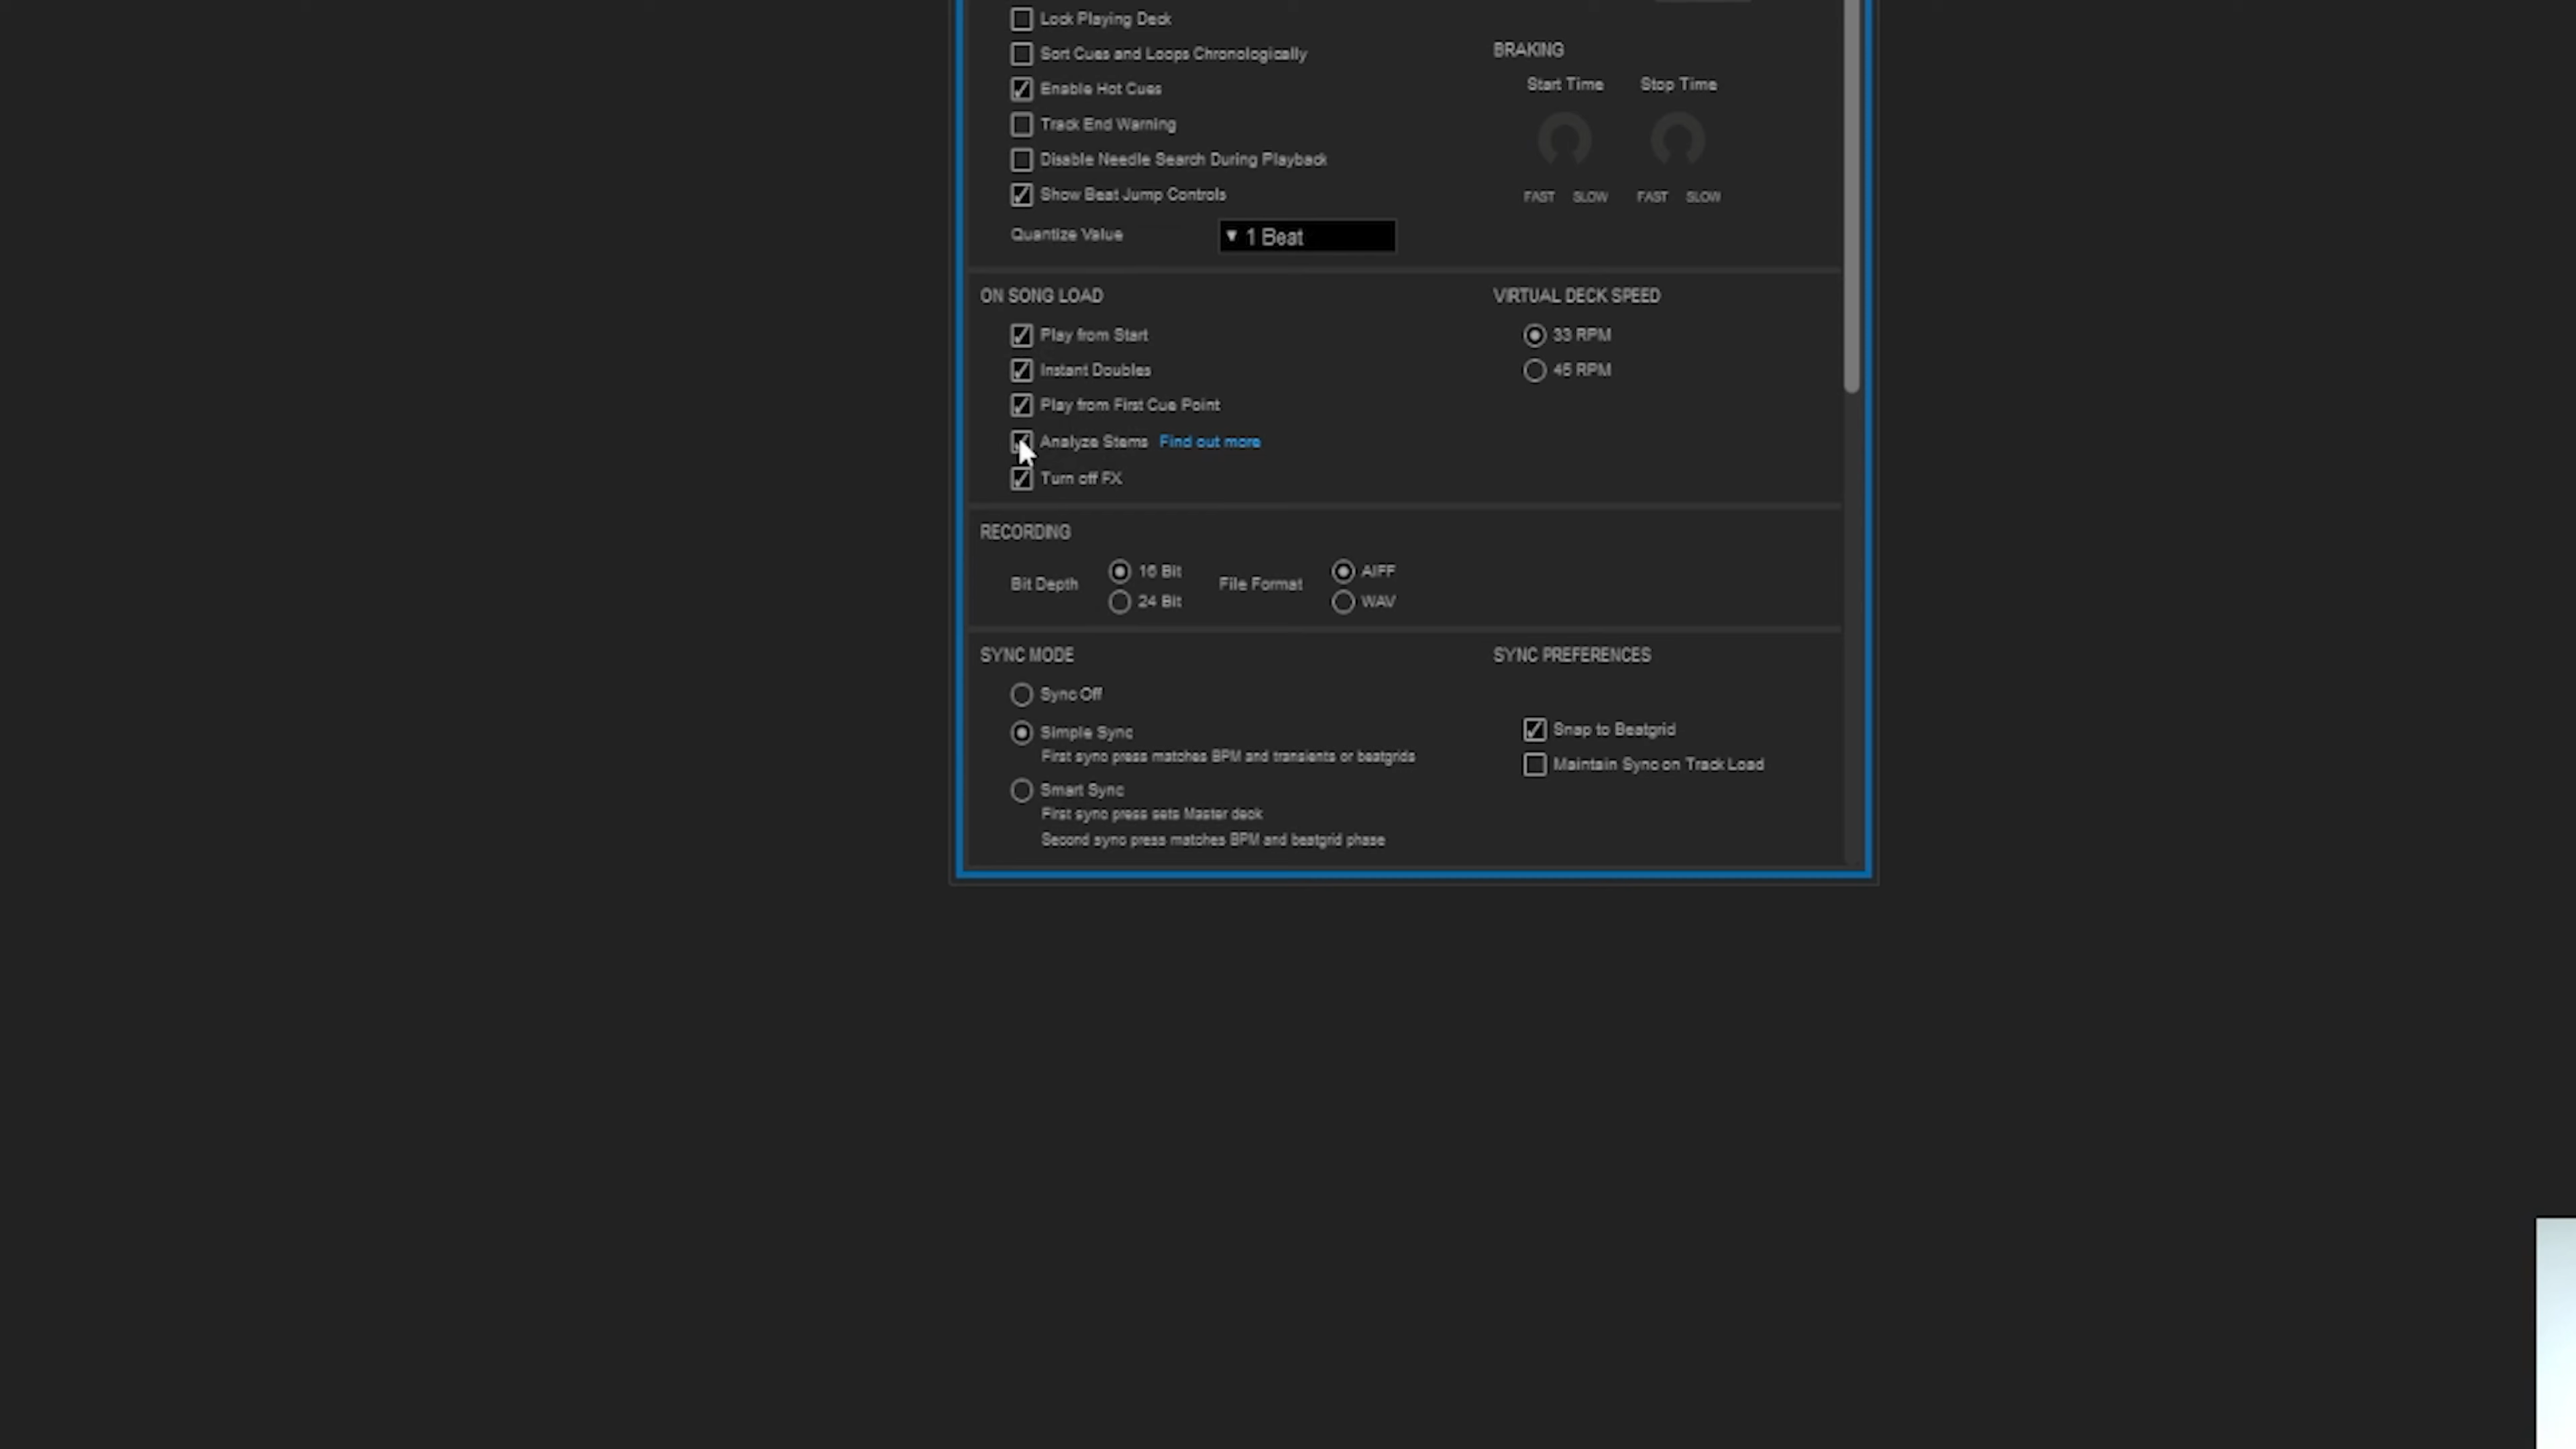 Lock Playing Deck
Sort Cues and Loops Chronologically
Enable Hot Cues
Track End Warning
Disable Needle Search During Playback
Show Beat Jump Controls
Quantize Value ▼ 1 Beat
BRAKING
Start Time Stop Time
FAST SLOW FAST SLOW
ON SONG LOAD
Play from Start
Instant Doubles
Play from First Cue Point
Analyze Stems Find out more
Turn off FX
VIRTUAL DECK SPEED
33 RPM
45 RPM
RECORDING
Bit Depth
16 Bit
24 Bit
File Format
AIFF
WAV
SYNC MODE
Sync Off
Simple Sync
First sync press matches BPM and transients or beatgrids
Smart Sync
First sync press sets Master deck
Second sync press matches BPM and beatgrid phase
SYNC PREFERENCES
Snap to Beatgrid
Maintain Sync on Track Load